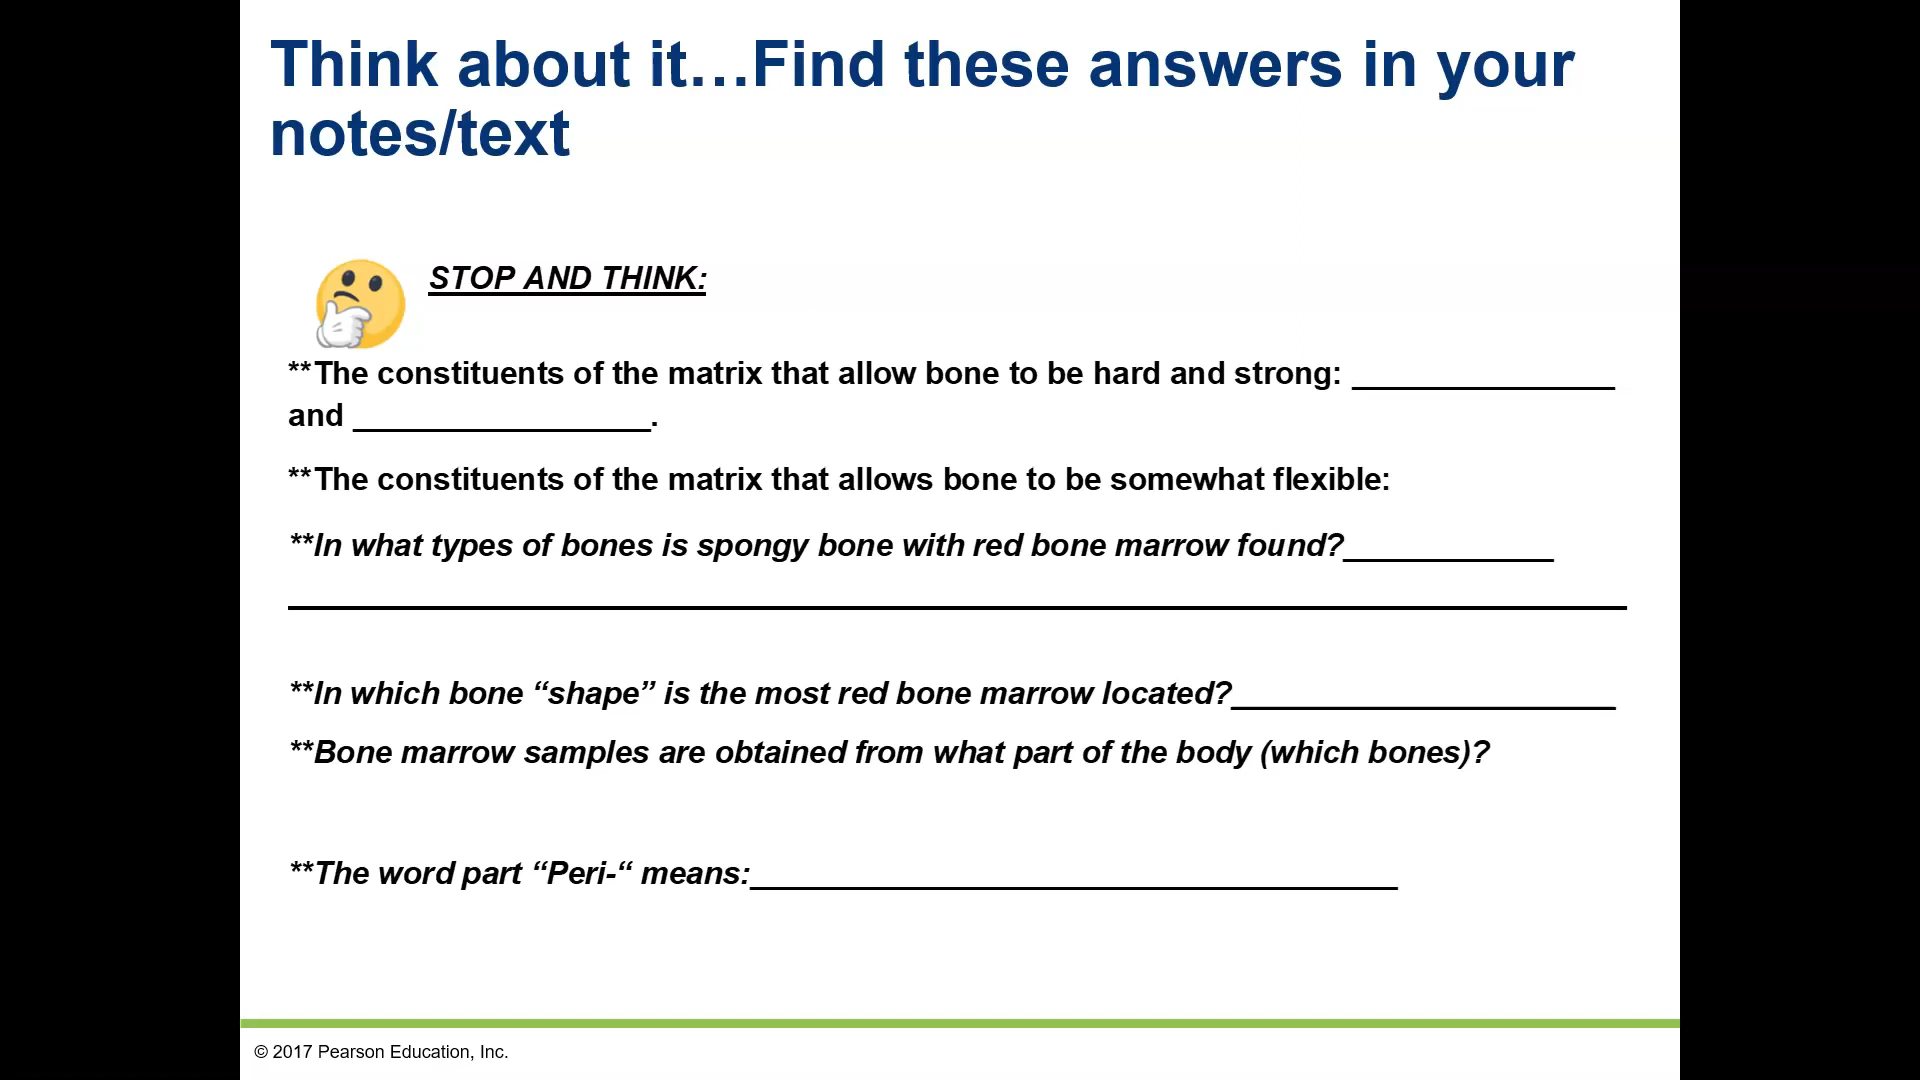 Think about it…Find these answers in your
notes/text
STOP AND THINK:
**The constituents of the matrix that allow bone to be hard and strong: _______________
and _________________.
**The constituents of the matrix that allows bone to be somewhat flexible:
**In what types of bones is spongy bone with red bone marrow found?____________
**In which bone “shape” is the most red bone marrow located?______________________
**Bone marrow samples are obtained from what part of the body (which bones)?
**The word part “Peri-“ means:_____________________________________
© 2017 Pearson Education, Inc.